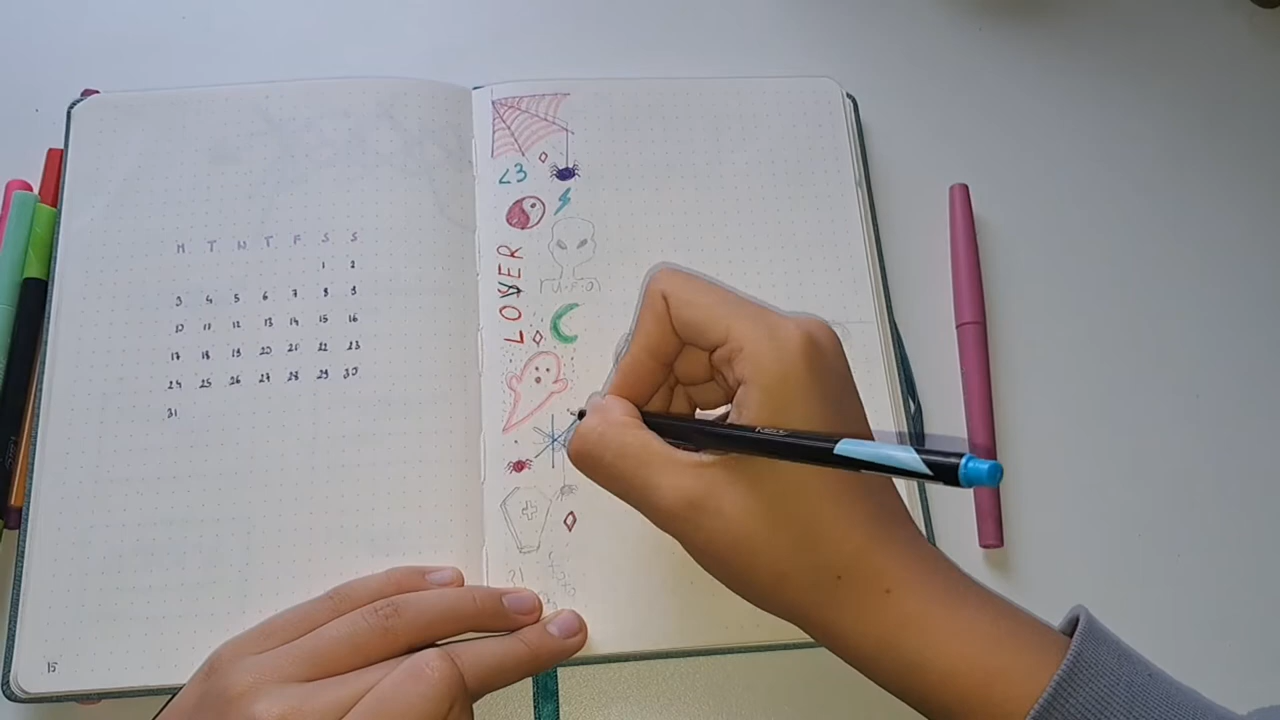 M T W T F S S
1 2
3 4 5 6 7 8 9
10 11 12 13 14 15 16
17 18 19 20 21 22 23
24 25 26 27 28 29 30
31
15
<3
LOVER